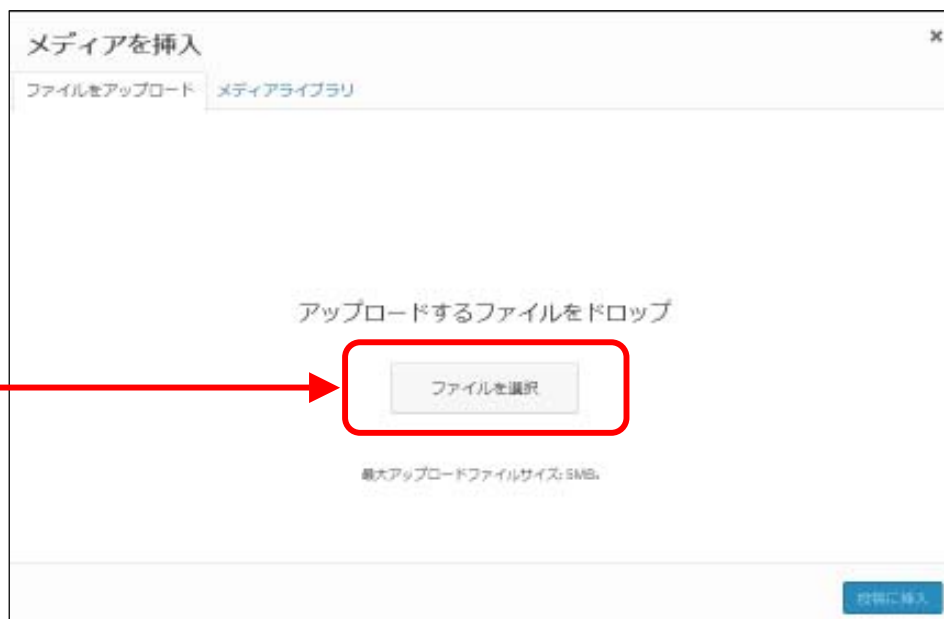 メディアを挿入
ファイルをアップロード メディアライブラリ
アップロードするファイルをドロップ
ファイルを選択
最大アップロードファイルサイズ: 5MB。
投稿に挿入